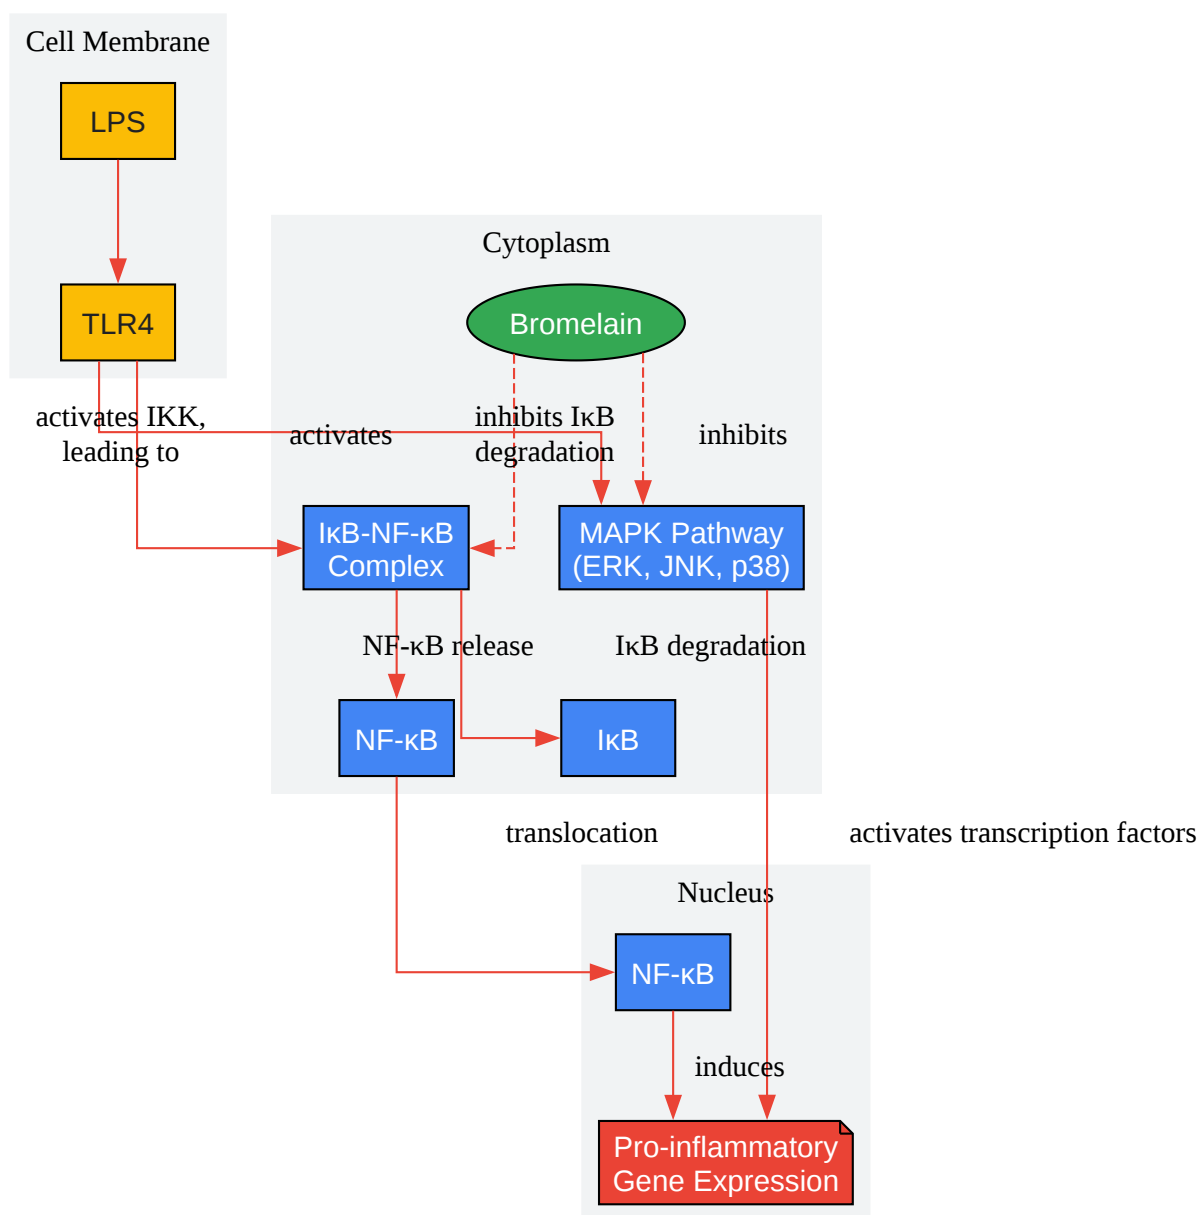 Cell Membrane
LPS
TLR4
Cytoplasm
Bromelain
activates IKK,
leading to
activates
inhibits IκB
degradation
inhibits
IκB-NF-κB
Complex
MAPK Pathway
(ERK, JNK, p38)
NF-κB release
IκB degradation
NF-κB
IκB
translocation
activates transcription factors
Nucleus
NF-κB
induces
Pro-inflammatory
Gene Expression